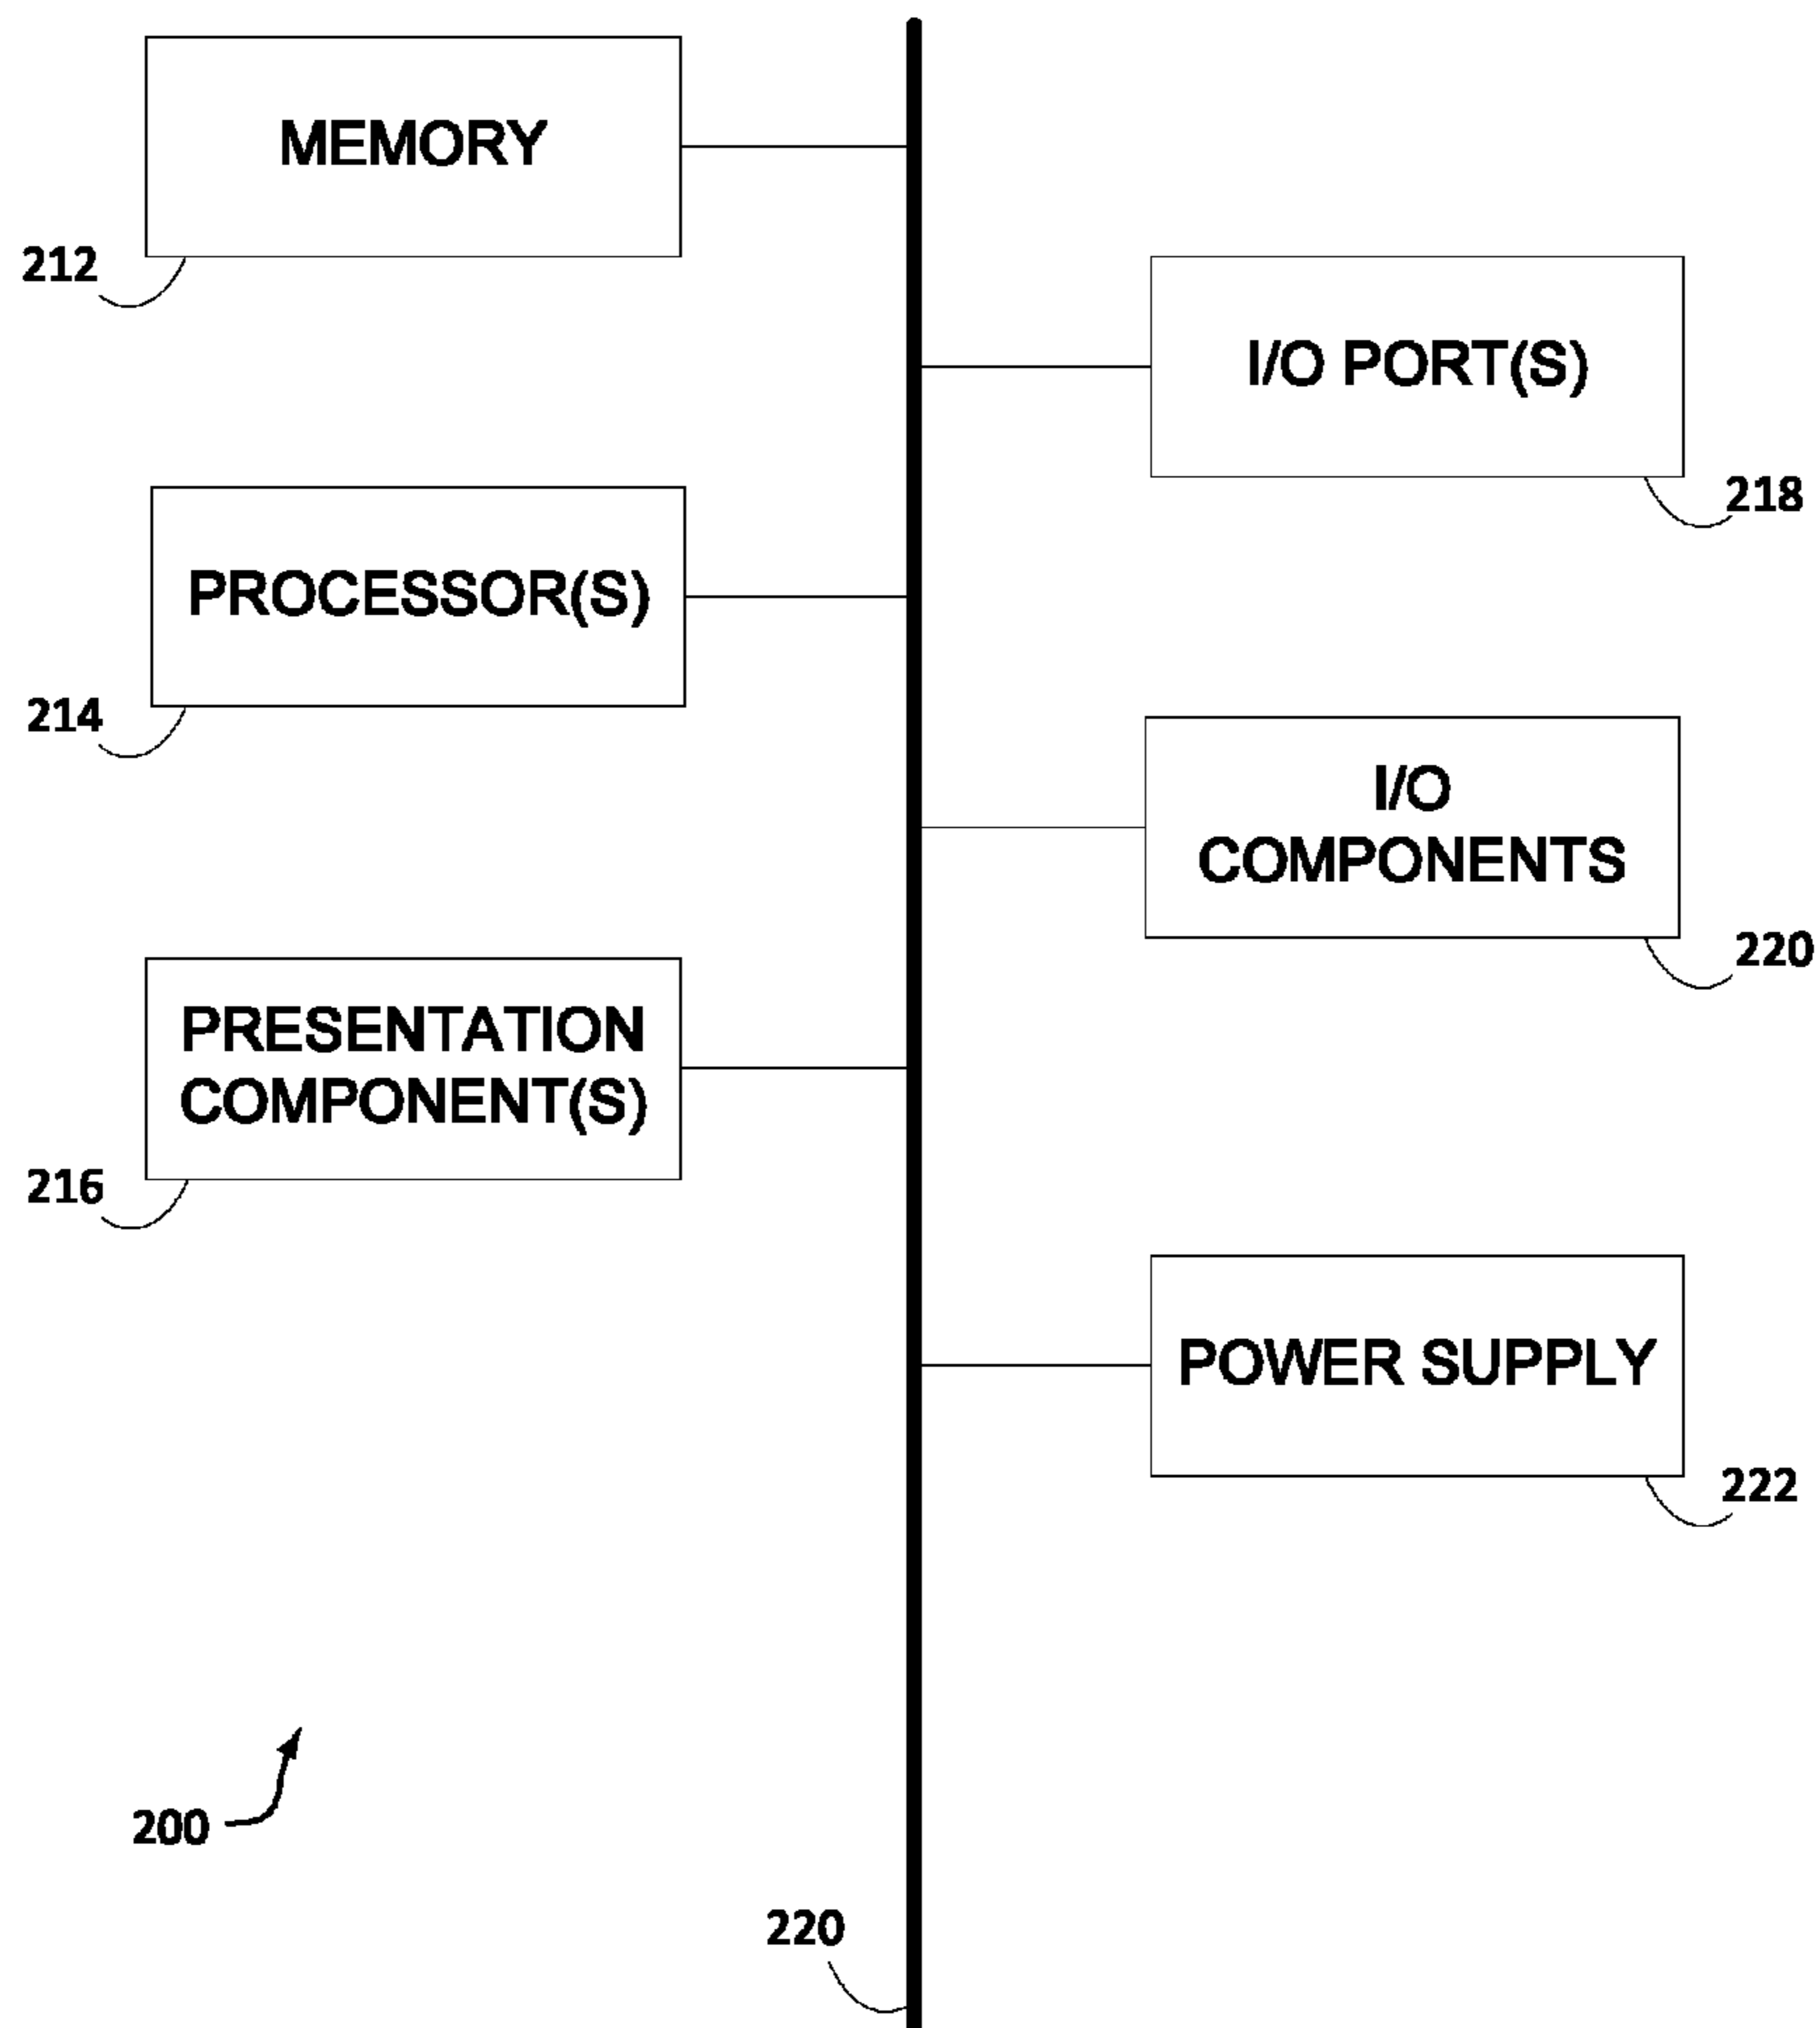 MEMORY
212
I/O PORT(S)
218
PROCESSOR(S)
214
I/O
COMPONENTS
220
PRESENTATION
COMPONENT(S)
216
POWER SUPPLY
222
200
220